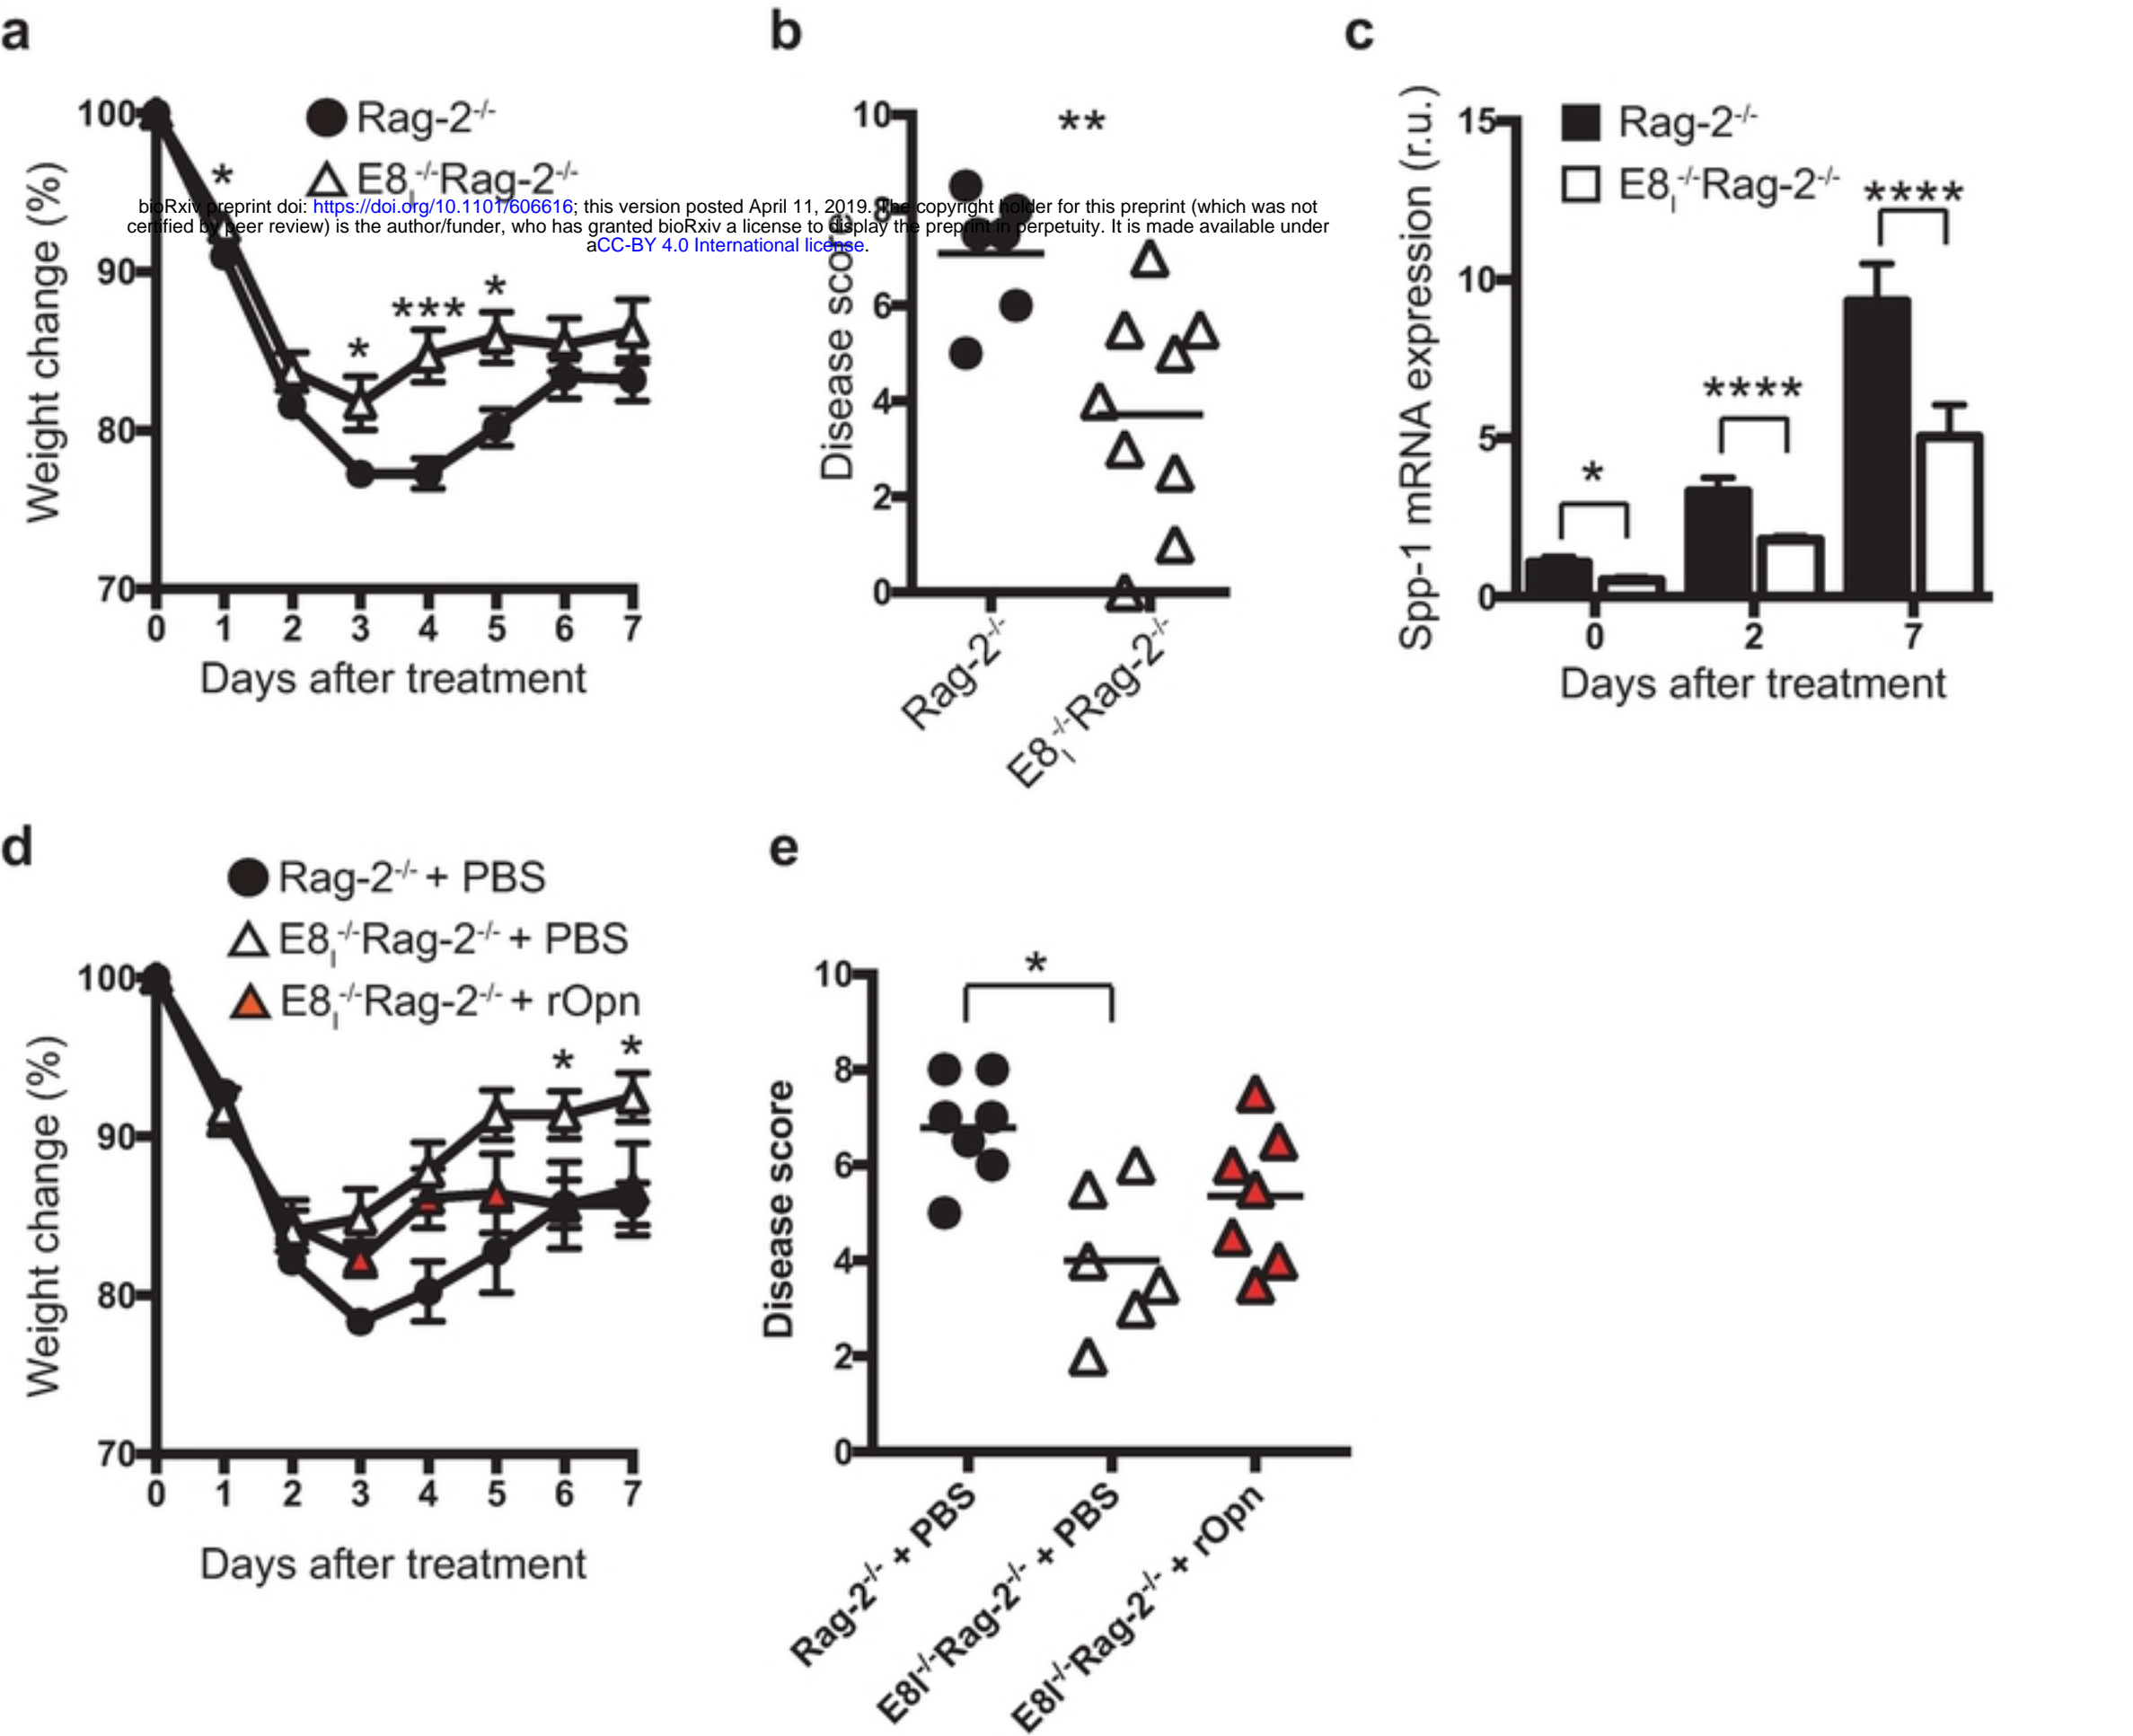 a
100
90
80
70
Weight change (%)
Rag-2-/-
E8I-/-Rag-2-/-
*
*
***
*
0 1 2 3 4 5 6 7
Days after treatment
bioRxiv preprint doi: https://doi.org/10.1101/606616; this version posted April 11, 2019. The copyright holder for this preprint (which was not
certified by peer review) is the author/funder, who has granted bioRxiv a license to display the preprint in perpetuity. It is made available under
aCC-BY 4.0 International license.
b
10
8
6
4
2
0
Disease score
**
Rag-2-/-
E8I-/-Rag-2-/-
c
15
10
5
0
Spp-1 mRNA expression (r.u.)
Rag-2-/-
E8I-/-Rag-2-/-
*
****
****
0 2 7
Days after treatment
d
Rag-2-/- + PBS
E8I-/-Rag-2-/- + PBS
E8I-/-Rag-2-/- + rOpn
100
90
80
70
Weight change (%)
*
*
0 1 2 3 4 5 6 7
Days after treatment
e
10
8
6
4
2
0
Disease score
*
Rag-2-/- + PBS
E8I-/-Rag-2-/- + PBS
E8I-/-Rag-2-/- + rOpn